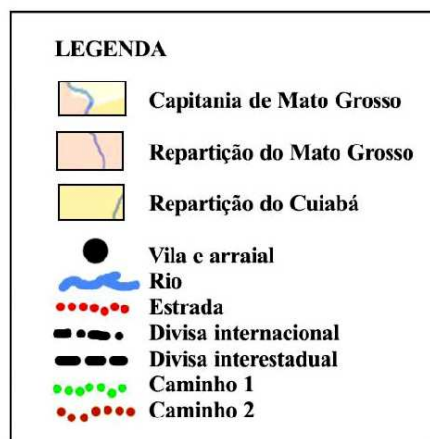 LEGENDA
Capitania de Mato Grosso
Repartição do Mato Grosso
Repartição do Cuiabá
Vila e arraial
Rio
Estrada
Divisa internacional
Divisa interestadual
Caminho 1
Caminho 2